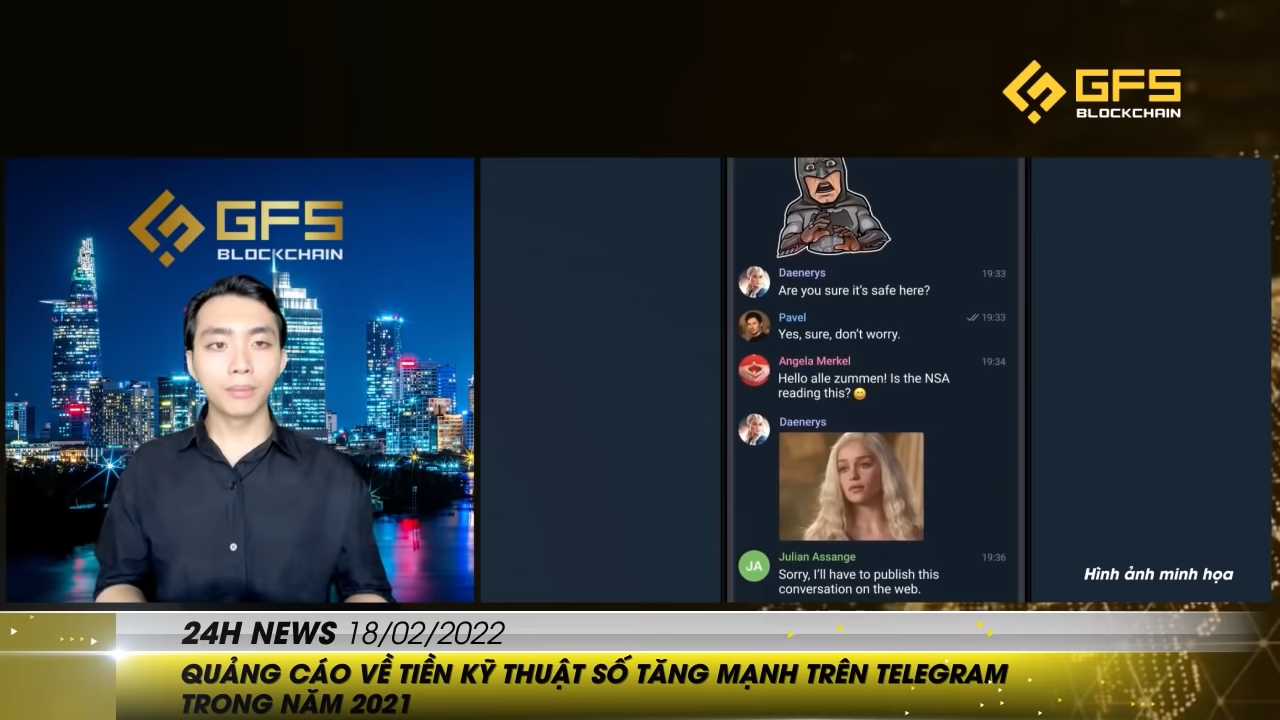 GFS
BLOCKCHAIN
GFS
BLOCKCHAIN
Daenerys 19:33
Are you sure it's safe here?
Pavel 19:33
Yes, sure, don't worry.
Angela Merkel 19:34
Hello alle zummen! Is the NSA
reading this? 😄
Daenerys
JA
Julian Assange 19:36
Sorry, I'll have to publish this
conversation on the web.
Hình ảnh minh họa
24H NEWS 18/02/2022
QUẢNG CÁO VỀ TIỀN KỸ THUẬT SỐ TĂNG MẠNH TRÊN TELEGRAM
TRONG NĂM 2021